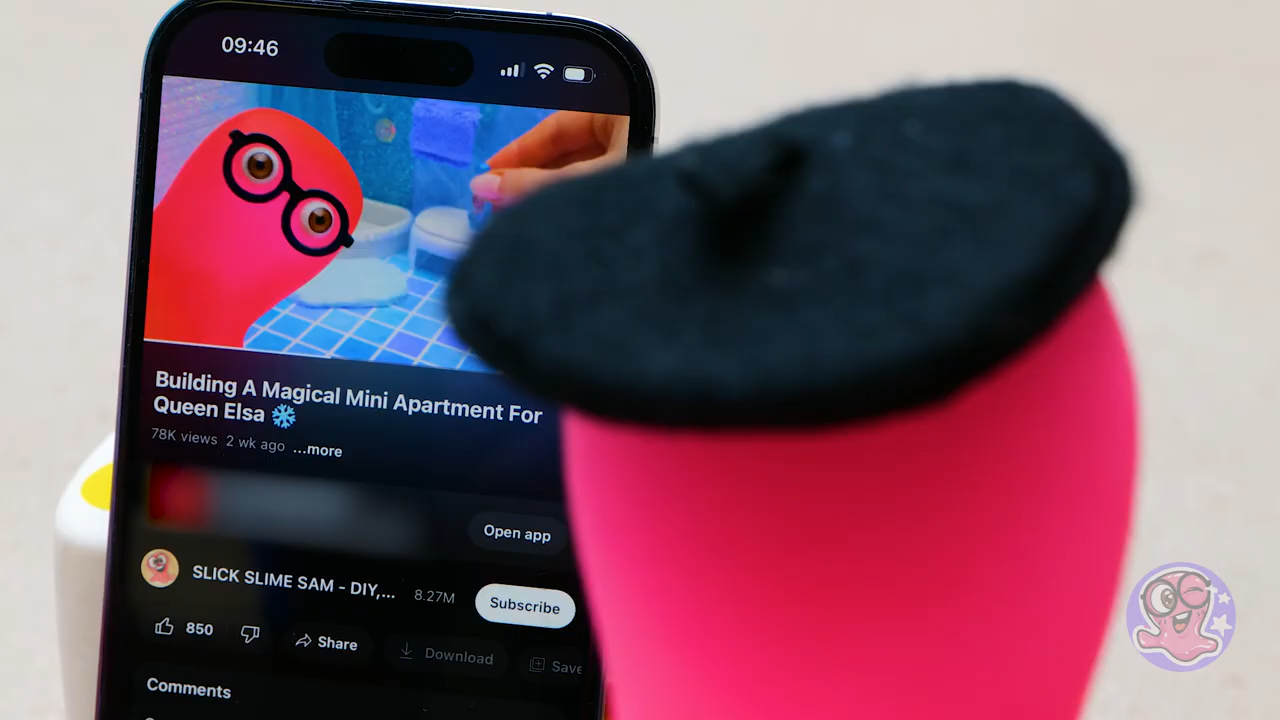 09:46
Building A Magical Mini Apartment For
Queen Elsa ❄️
78K views 2 wk ago ...more
Open app
SLICK SLIME SAM - DIY,... 8.27M Subscribe
850 Share Download Save
Comments